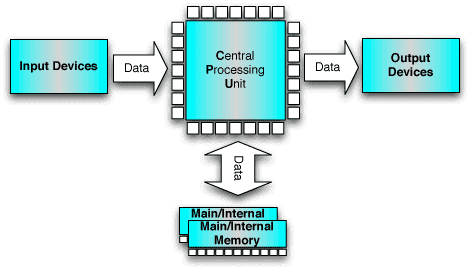 Input Devices
Data
Central
Processing
Unit
Data
Output
Devices
Data
Main/Internal
Main/Internal
Memory